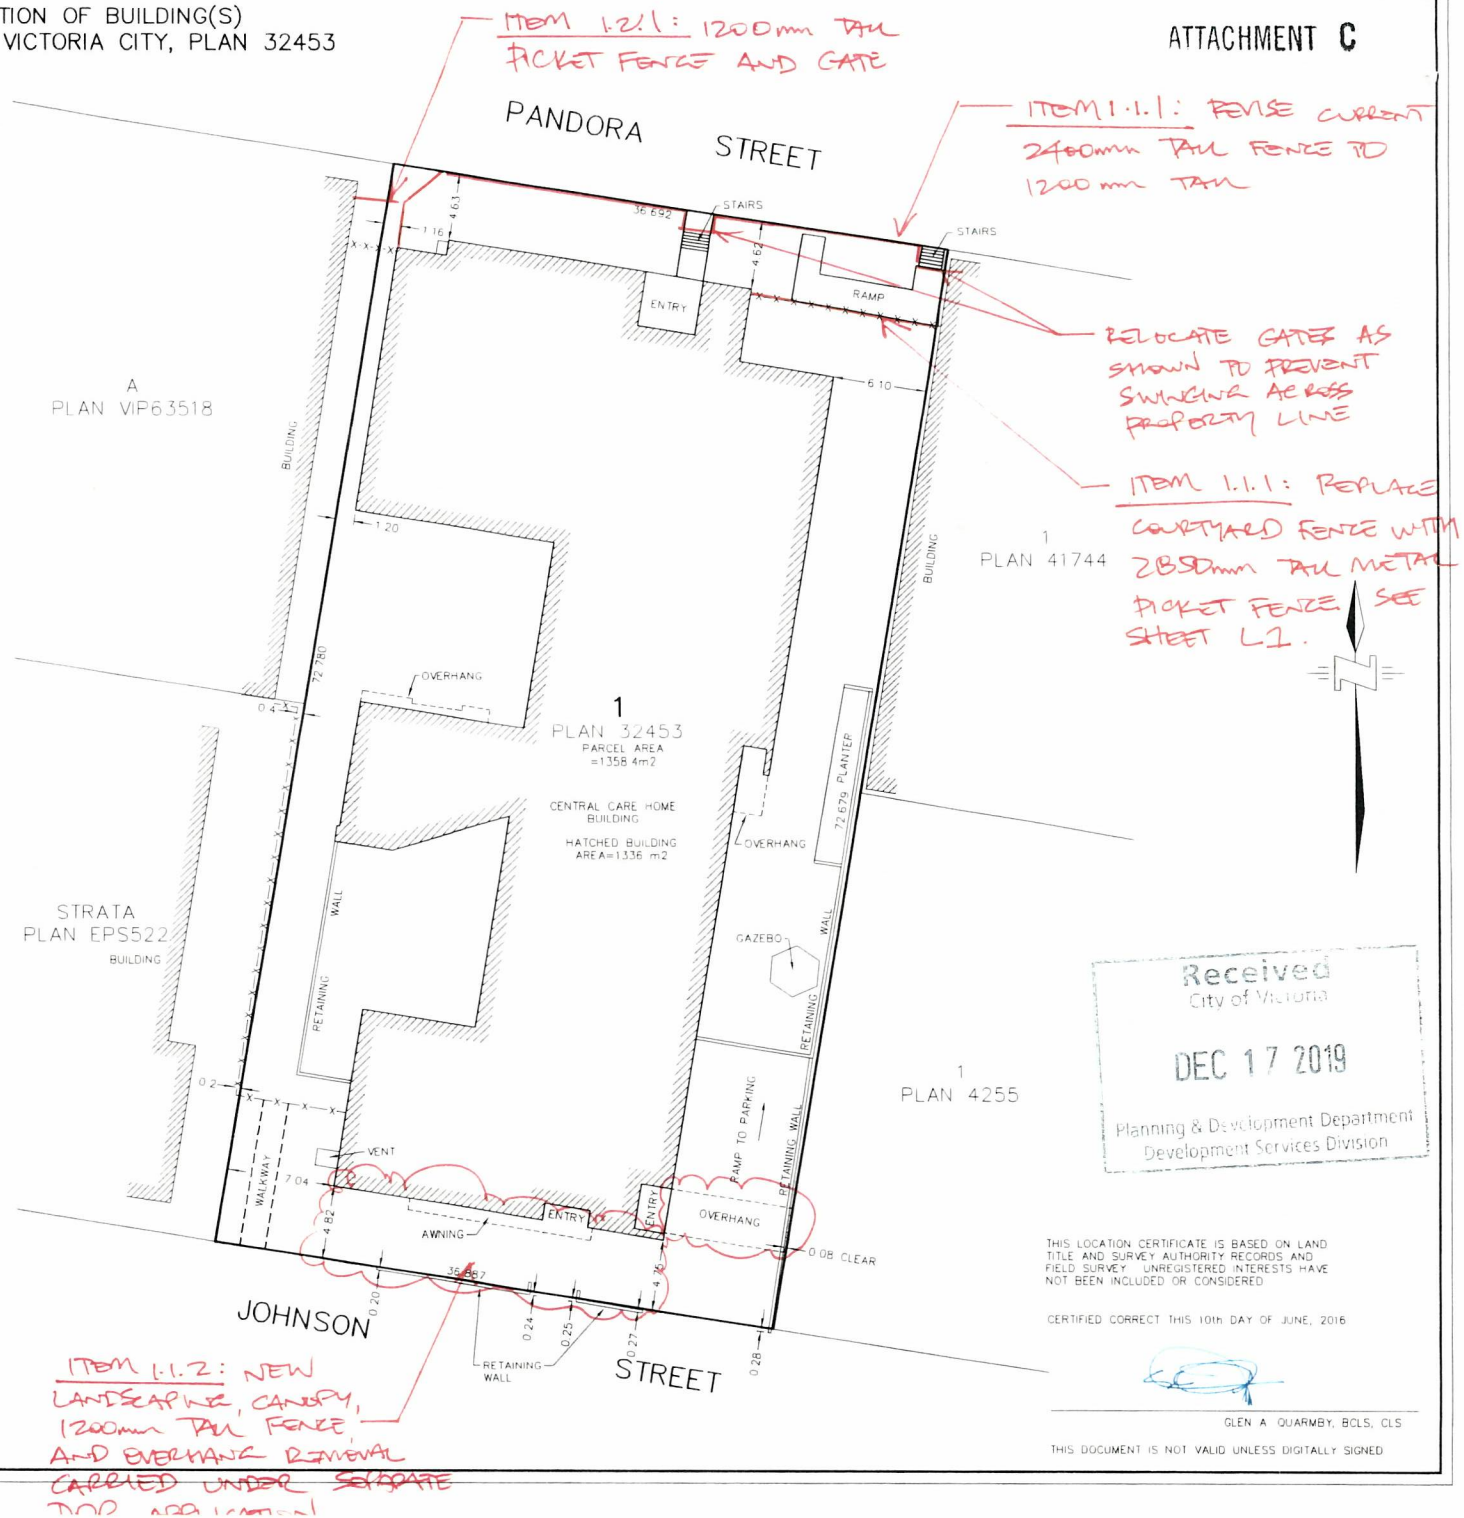 TION OF BUILDING(S)
VICTORIA CITY, PLAN 32453
ITEM 1.2.1: 1200mm TALL
PICKET FENCE AND GATE
ATTACHMENT C
PANDORA STREET
ITEM 1.1.1: REVISE CURRENT
2400mm TALL FENCE TO
1200mm TALL
STAIRS
36.692
4.63
1.16
4.62
STAIRS
ENTRY
RAMP
RELOCATE GATES AS
SHOWN TO PREVENT
SWINGING ACROSS
PROPERTY LINE
A
PLAN VIP63518
6.10
BUILDING
ITEM 1.1.1: REPLACE
COURTYARD FENCE WITH
2850mm TALL METAL
PICKET FENCE. SEE
SHEET L1.
1.20
BUILDING
1
PLAN 41744
72.780
OVERHANG
0.4
1
PLAN 32453
PARCEL AREA
=1358.4m2
72.679
PLANTER
CENTRAL CARE HOME
BUILDING
HATCHED BUILDING
AREA=1336 m2
OVERHANG
WALL
RETAINING
STRATA
PLAN EPS522
BUILDING
GAZEBO
WALL
RETAINING
Received
City of Victoria
DEC 17 2019
Planning & Development Department
Development Services Division
0.2
1
PLAN 4255
RAMP TO PARKING
RETAINING WALL
VENT
WALKWAY
7.04
4.82
AWNING
ENTRY
ENTRY
OVERHANG
0.08 CLEAR
36.887
4.75
0.20
0.24
0.25
0.27
0.28
JOHNSON STREET
RETAINING
WALL
THIS LOCATION CERTIFICATE IS BASED ON LAND
TITLE AND SURVEY AUTHORITY RECORDS AND
FIELD SURVEY UNREGISTERED INTERESTS HAVE
NOT BEEN INCLUDED OR CONSIDERED
CERTIFIED CORRECT THIS 10th DAY OF JUNE, 2016
GLEN A QUARMBY, BCLS, CLS
THIS DOCUMENT IS NOT VALID UNLESS DIGITALLY SIGNED
ITEM 1.1.2: NEW
LANDSCAPING, CANOPY,
1200mm TALL FENCE,
AND OVERHANG REMOVAL
CARRIED UNDER SEPARATE
APPLICATION